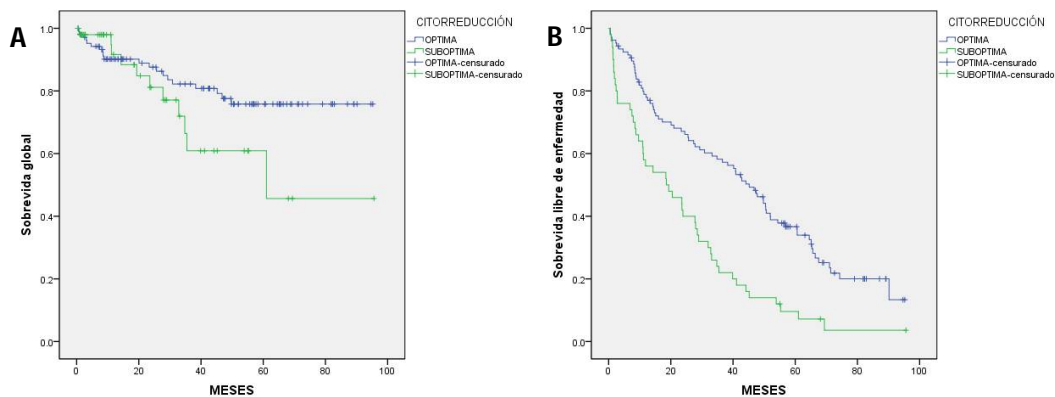 A
Sobrevida global
1.0
0.8
0.6
0.4
0.2
0.0
0 20 40 60 80 100
MESES
CITORREDUCCIÓN
OPTIMA
SUBOPTIMA
OPTIMA-censurado
SUBOPTIMA-censurado
B
Sobrevida libre de enfermedad
1.0
0.8
0.6
0.4
0.2
0.0
0 20 40 60 80 100
MESES
CITORREDUCCIÓN
OPTIMA
SUBOPTIMA
OPTIMA-censurado
SUBOPTIMA-censurado